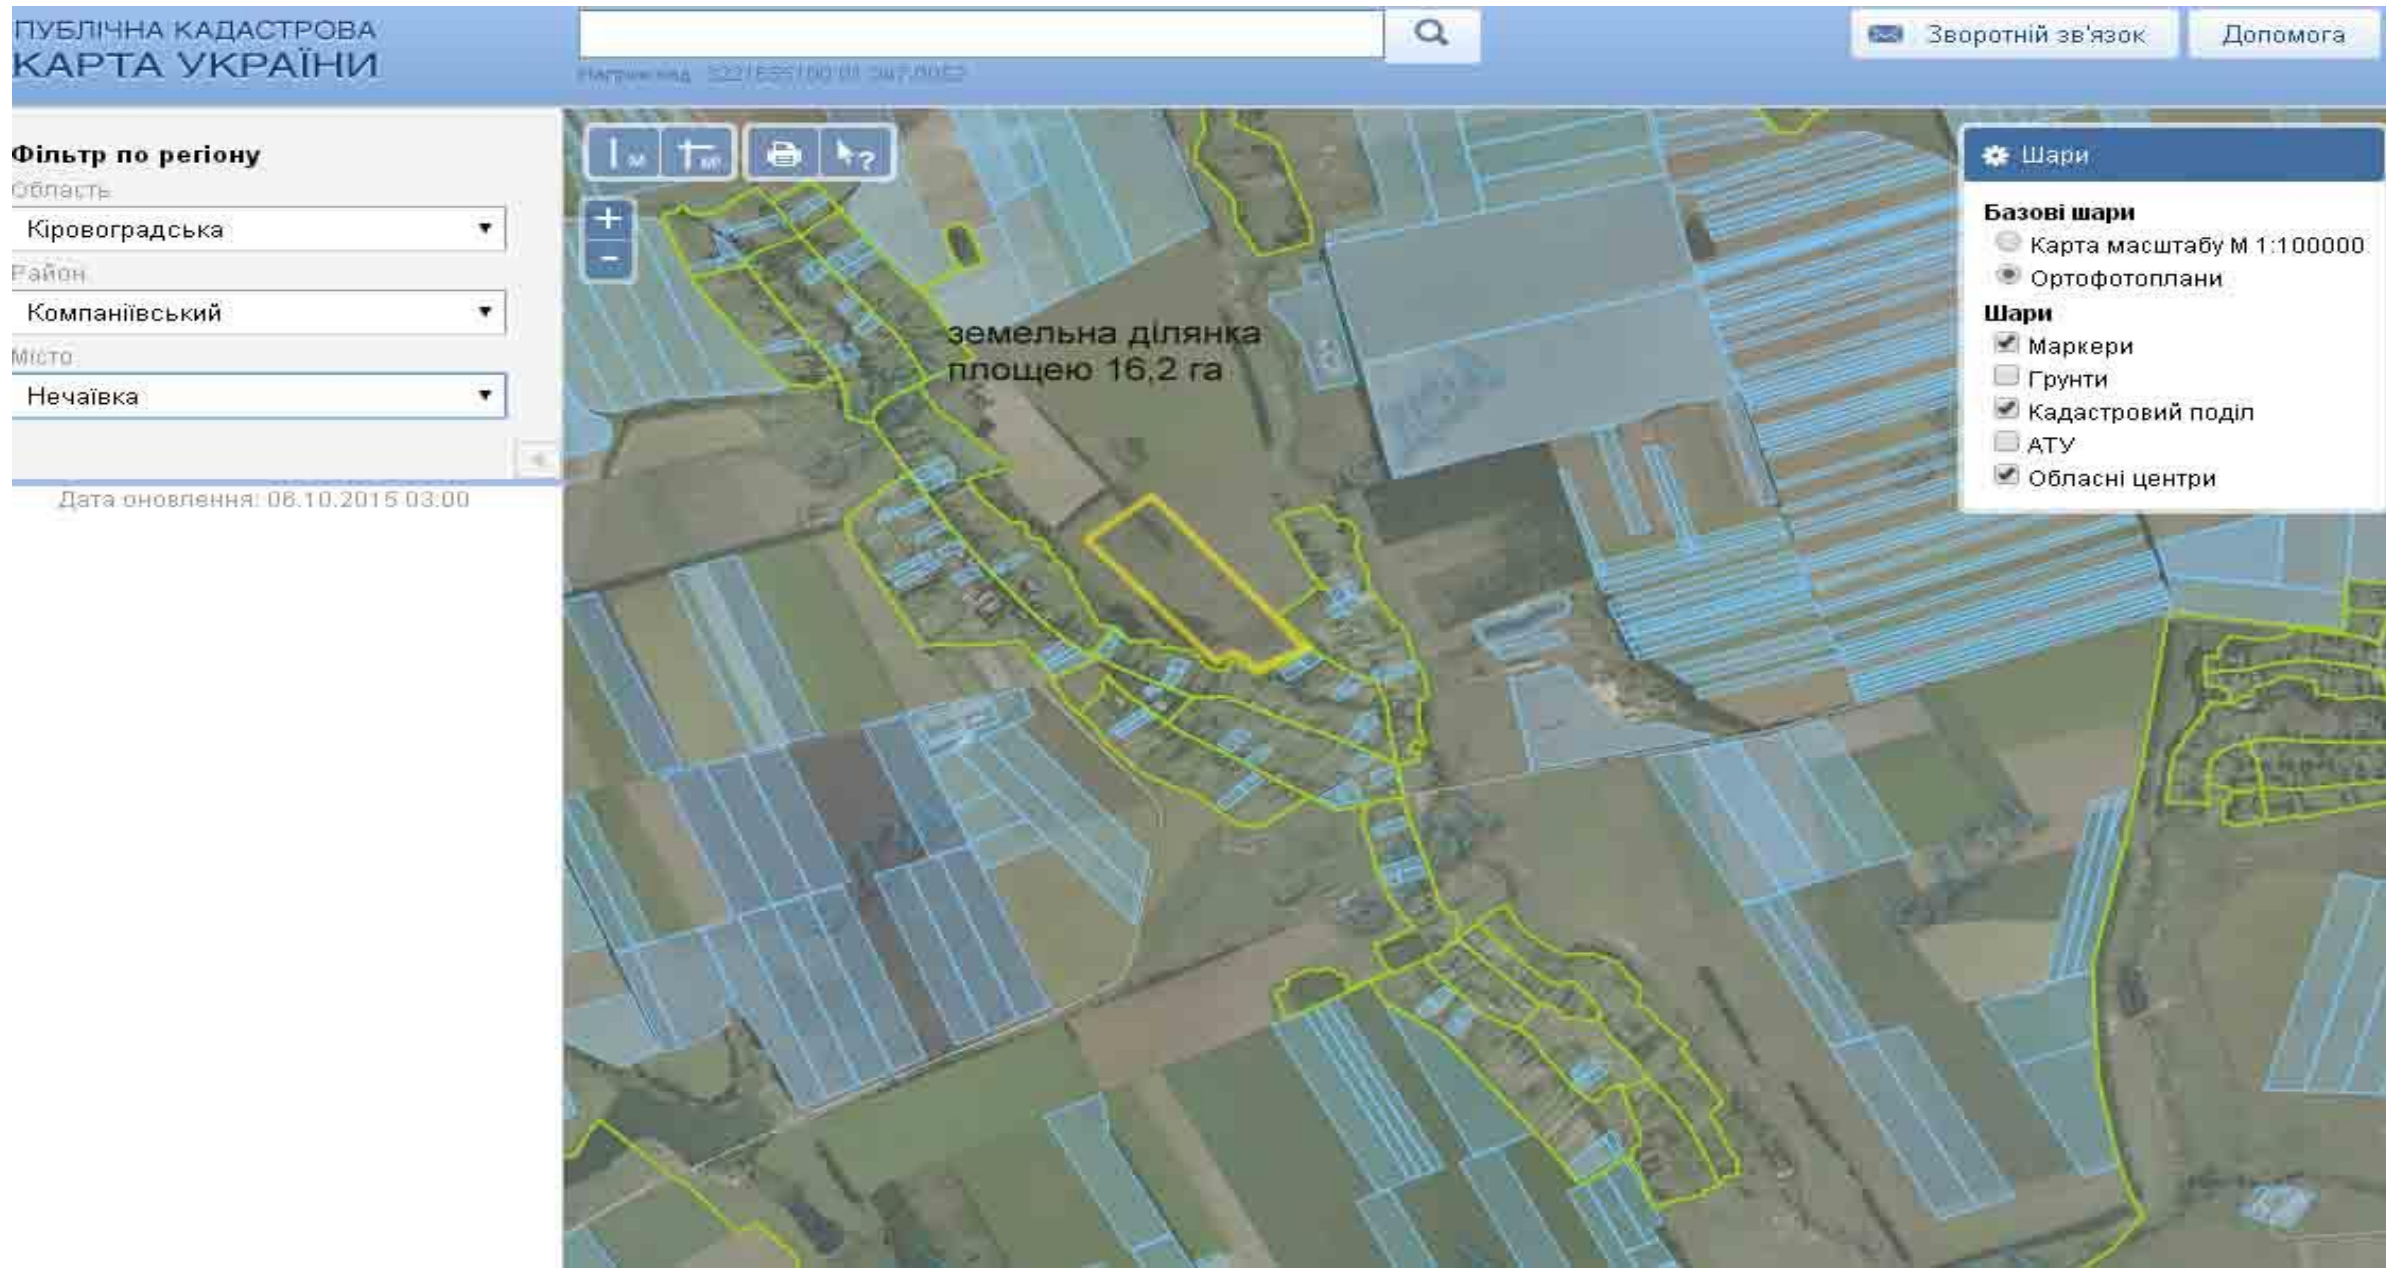 ПУБЛІЧНА КАДАСТРОВА
КАРТА УКРАЇНИ
Зворотній зв'язок
Допомога
Фільтр по регіону
Область
Кіровоградська
Район
Компаніївський
Місто
Нечаївка
Дата оновлення: 06.10.2015 03:00
земельна ділянка
площею 16,2 га
Шари
Базові шари
Карта масштабу М 1:100000
Ортофотоплани
Шари
Маркери
Грунти
Кадастровий поділ
АТУ
Обласні центри